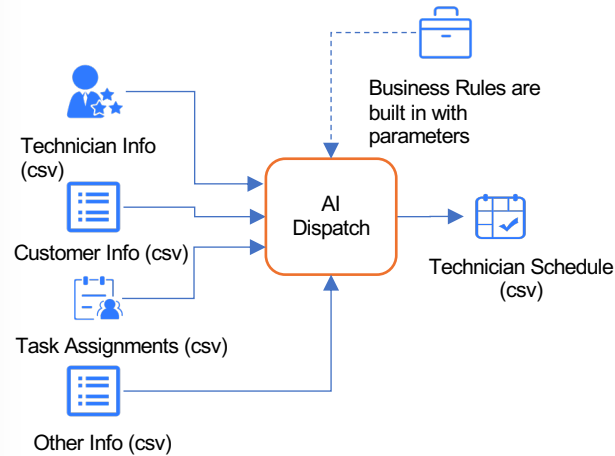 Business Rules are
built in with
parameters
Technician Info
(csv)
AI
Dispatch
Customer Info (csv)
Technician Schedule
(csv)
Task Assignments (csv)
Other Info (csv)